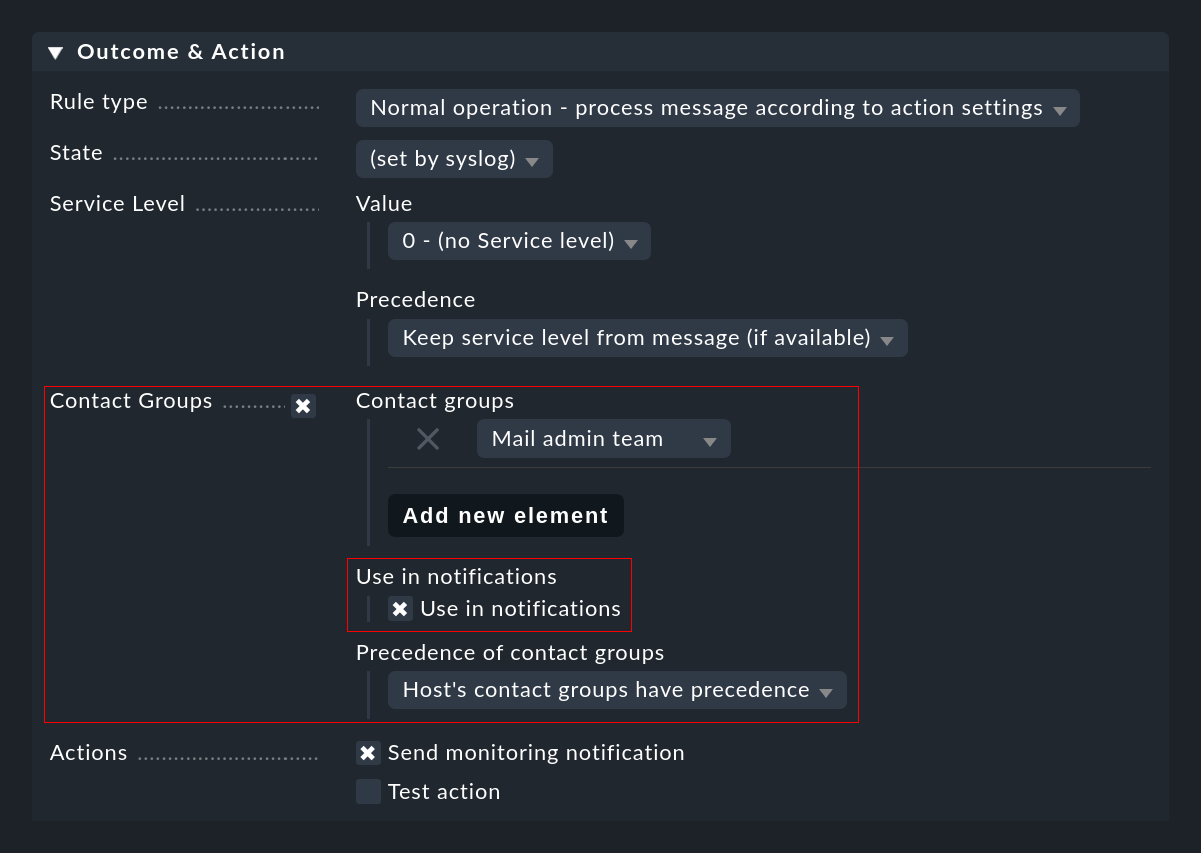 Outcome & Action
Rule type
Normal operation - process message according to action settings
State
(set by syslog)
Service Level
Value
0 - (no Service level)
Precedence
Keep service level from message (if available)
Contact Groups
Contact groups
Mail admin team
Add new element
Use in notifications
Use in notifications
Precedence of contact groups
Host's contact groups have precedence
Actions
Send monitoring notification
Test action